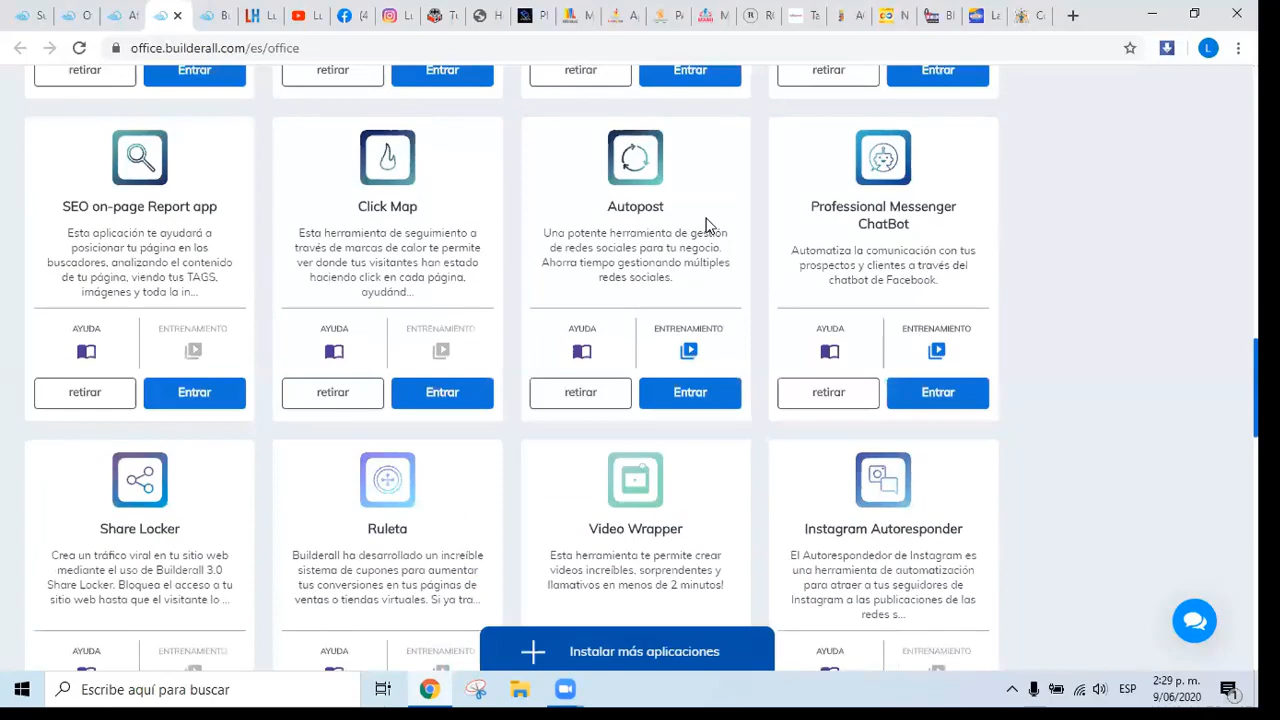 office.builderall.com/es/office
L
retirar Entrar retirar Entrar retirar Entrar retirar Entrar
SEO on-page Report app
Esta aplicación te ayudará a
posicionar tu página en los
buscadores, analizando el contenido
de tu página, viendo tus TAGS,
imágenes y toda la in...
AYUDA ENTRENAMIENTO
retirar Entrar
Click Map
Esta herramienta de seguimiento a
través de marcas de calor te permite
ver donde tus visitantes han estado
haciendo click en cada página,
ayudánd...
AYUDA ENTRENAMIENTO
retirar Entrar
Autopost
Una potente herramienta de gestión
de redes sociales para tu negocio.
Ahorra tiempo gestionando múltiples
redes sociales.
AYUDA ENTRENAMIENTO
retirar Entrar
Professional Messenger
ChatBot
Automatiza la comunicación con tus
prospectos y clientes a través del
chatbot de Facebook.
AYUDA ENTRENAMIENTO
retirar Entrar
Share Locker
Crea un tráfico viral en tu sitio web
mediante el uso de Builderall 3.0
Share Locker. Bloquea el acceso a tu
sitio web hasta que el visitante lo ...
AYUDA ENTRENAMIENTO
Ruleta
Builderall ha desarrollado un increíble
sistema de cupones para aumentar
tus conversiones en tus páginas de
ventas o tiendas virtuales. Si ya tra...
AYUDA ENTRENAMIENTO
Video Wrapper
Esta herramienta te permite crear
videos increíbles, sorprendentes y
llamativos en menos de 2 minutos!
Instagram Autoresponder
El Autorespondedor de Instagram es
una herramienta de automatización
para atraer a tus seguidores de
Instagram a las publicaciones de las
redes s...
AYUDA ENTRENAMIENTO
Instalar más aplicaciones
Escribe aquí para buscar
ESP
2:29 p. m.
9/06/2020